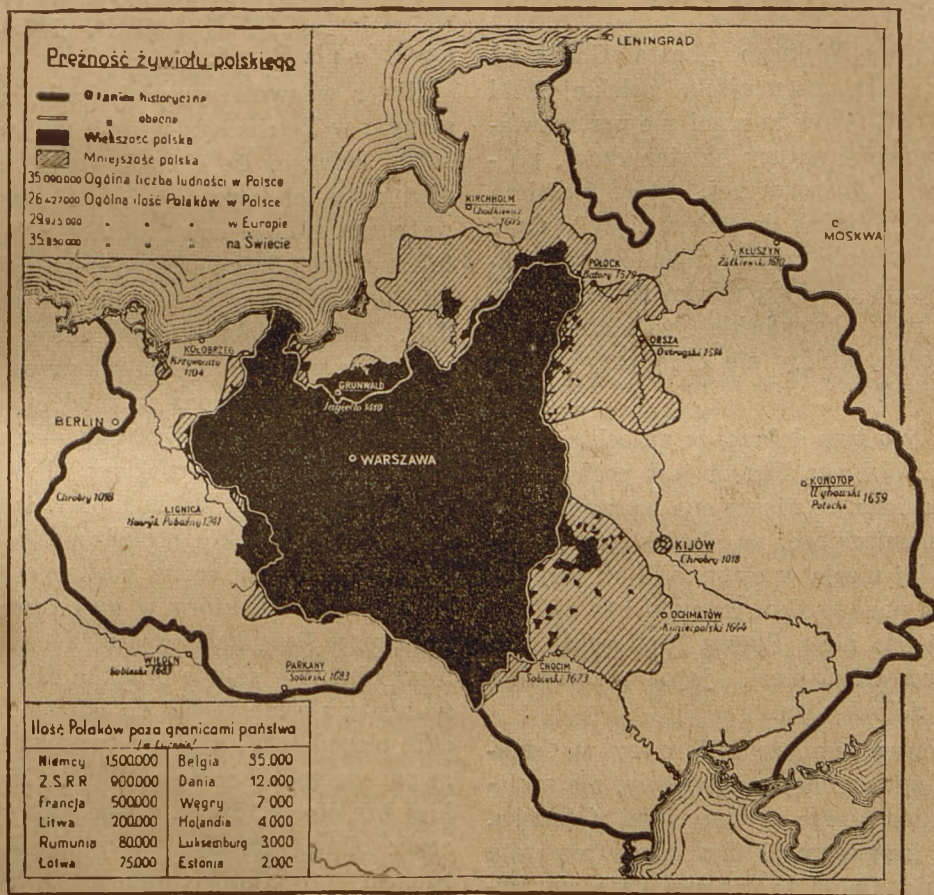 Prężność żywiołu polskiego
Granice historyczne
" obecne
Większość polska
Mniejszość polska
35 090 000 Ogólna liczba ludności w Polsce
26 427 000 Ogólna ilość Polaków w Polsce
" " " w Europie
35.850.000 " " " na Świecie
LENINGRAD
MOSKWA
KIRCHHOLM
Chodkiewicz
1605
KŁUSZYN
Żółkiewski 1610
POŁOCK
Batory 1579
ORSZA
Ostrogski 1514
KOŁOBRZEG
Krzywousty
1104
GRUNWALD
Jagiełło 1410
BERLIN
WARSZAWA
Chrobry 1018
LIGNICA
Henryk Pobożny 1241
KONOTOP
Wyhowski 1659
Potocki
KIJÓW
Chrobry 1018
OCHMATÓW
Koniecpolski 1644
WIEDEŃ
Sobieski 1683
PARKANY
Sobieski 1683
CHOCIM
Sobieski 1673
Ilość Polaków poza granicami państwa
Niemcy 1.500.000 Belgia 35.000
Z.S.R.R 900.000 Dania 12.000
Francja 500.000 Węgry 7 000
Litwa 200.000 Holandia 4 000
Rumunia 80.000 Luksemburg 3.000
Łotwa 75.000 Estonia 2.000